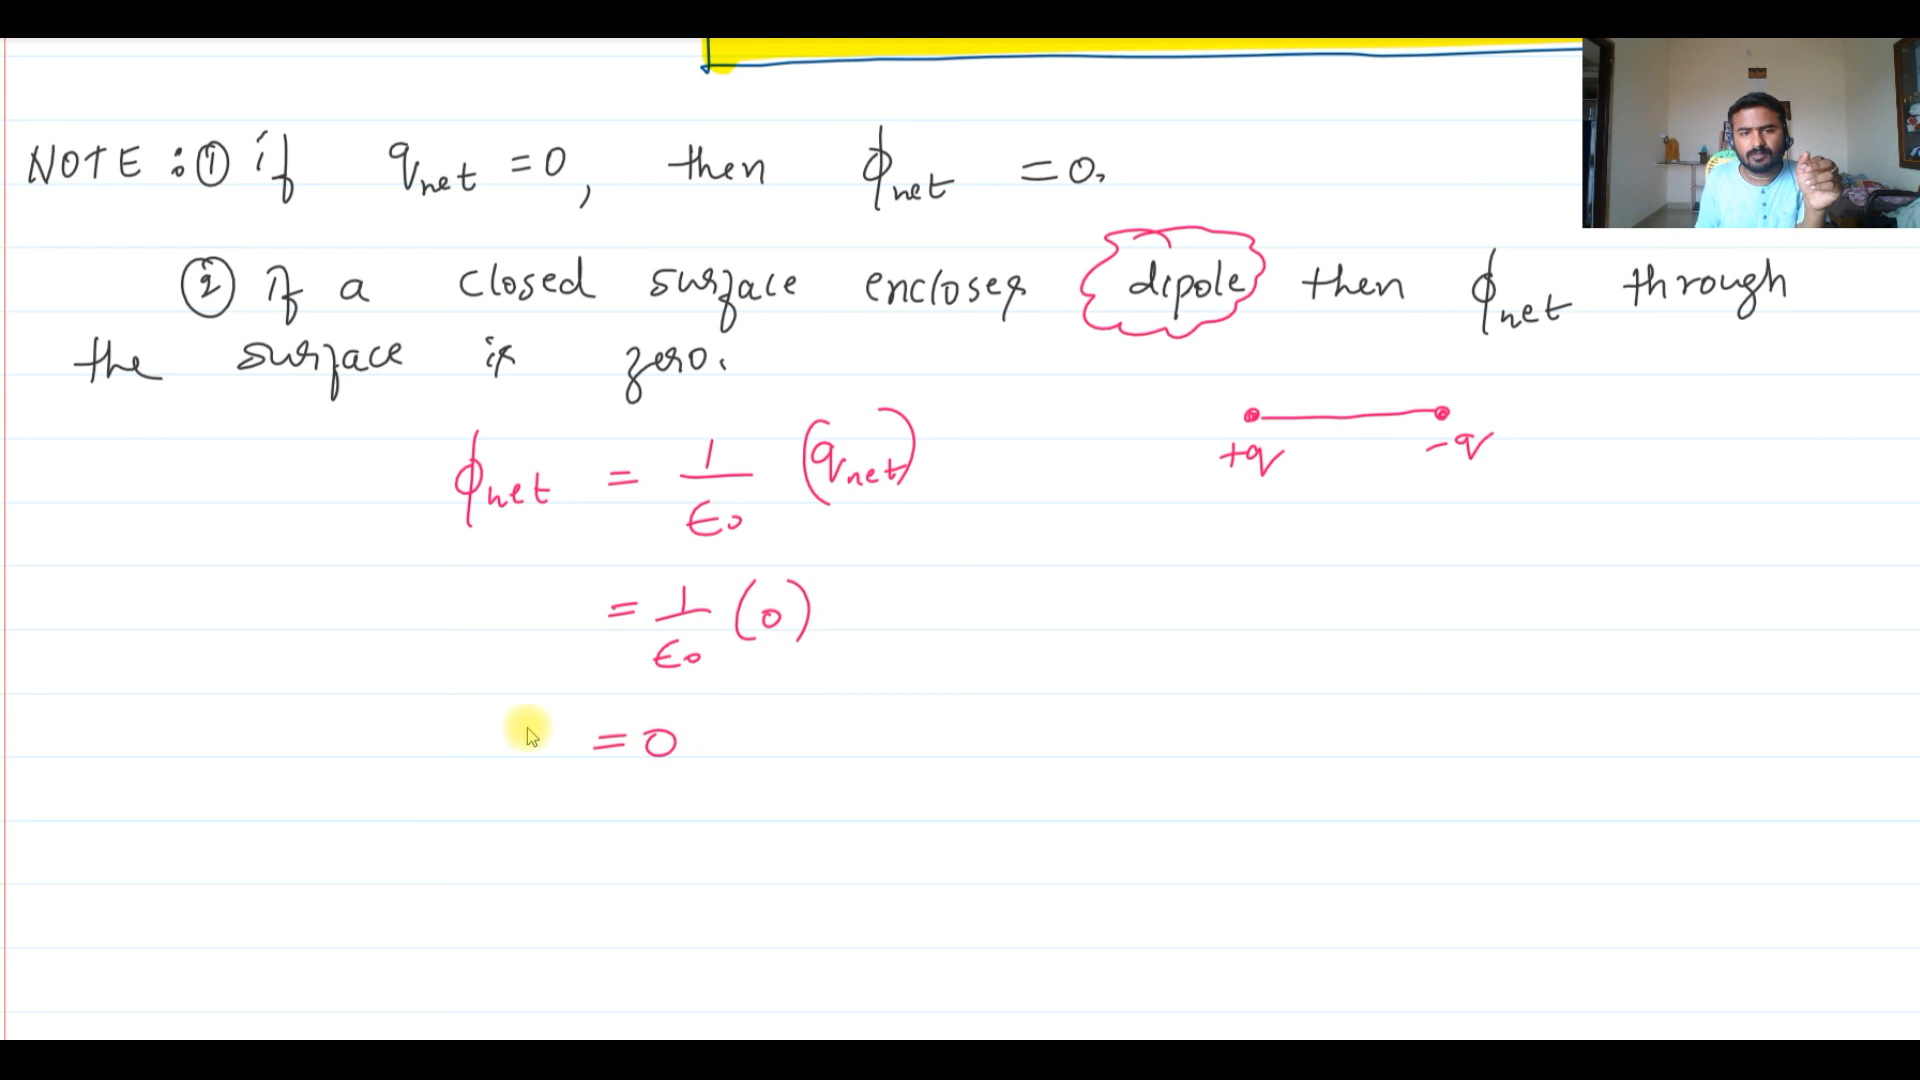 NOTE : ① if q_net = 0, then ϕ_net = 0.
② If a closed surface encloses dipole then ϕ_net through
the surface is zero.
ϕ_net = 1/ϵ₀ (q_net)
+q -q
= 1/ϵ₀ (0)
= 0